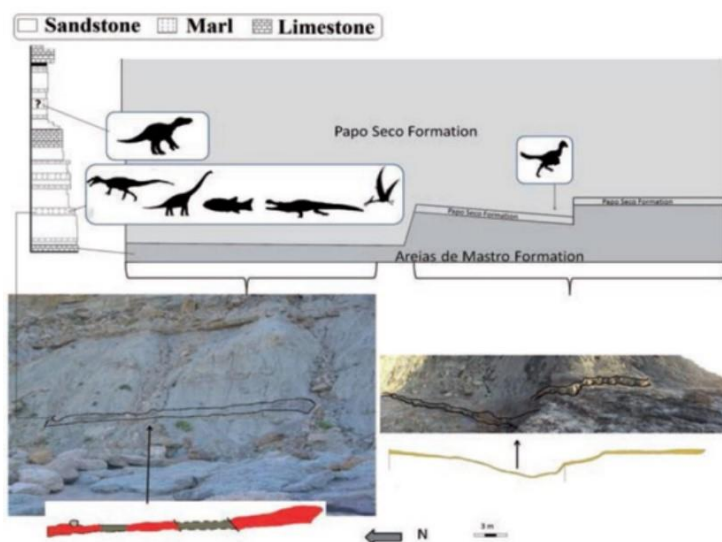 Sandstone Marl Limestone
?
Papo Seco Formation
Papo Seco Formation
Papo Seco Formation
Areias de Mastro Formation
N
3 m